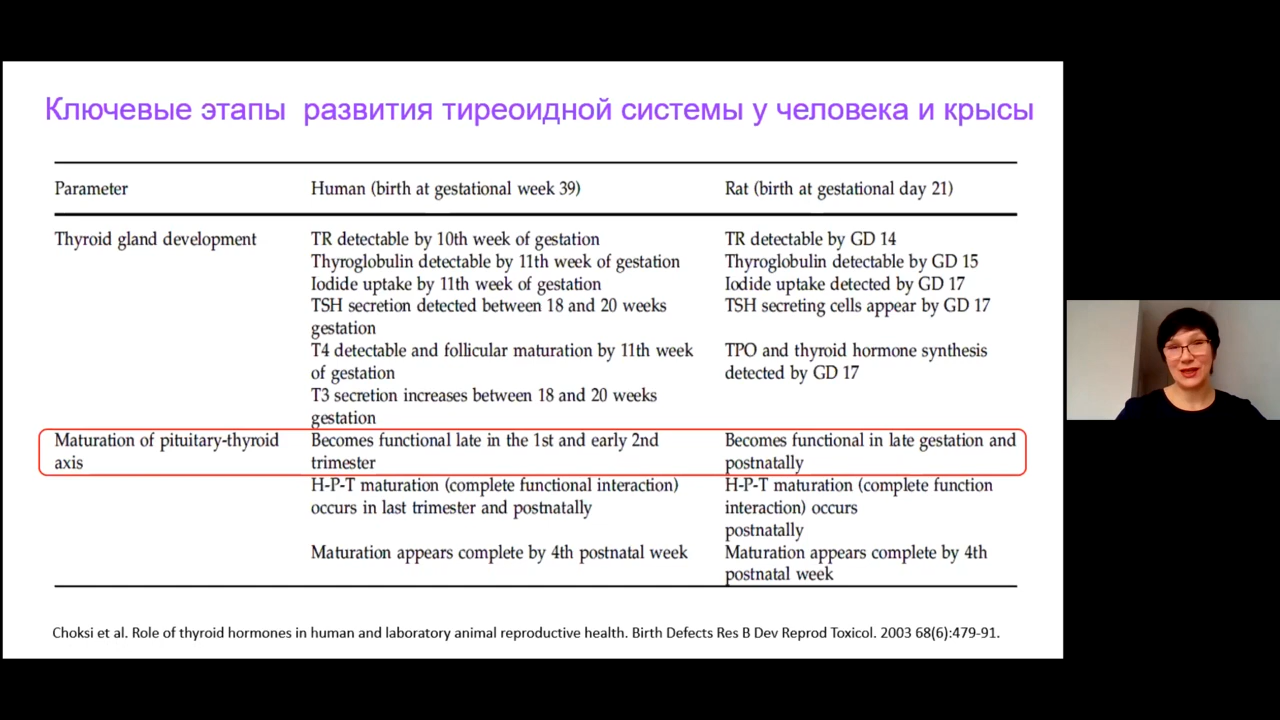 Ключевые этапы развития тиреоидной системы у человека и крысы
Parameter
Human (birth at gestational week 39)
Rat (birth at gestational day 21)
Thyroid gland development
TR detectable by 10th week of gestation
TR detectable by GD 14
Thyroglobulin detectable by 11th week of gestation
Thyroglobulin detectable by GD 15
Iodide uptake by 11th week of gestation
Iodide uptake detected by GD 17
TSH secretion detected between 18 and 20 weeks
gestation
TSH secreting cells appear by GD 17
T4 detectable and follicular maturation by 11th week
of gestation
TPO and thyroid hormone synthesis
detected by GD 17
T3 secretion increases between 18 and 20 weeks
gestation
Maturation of pituitary-thyroid
axis
Becomes functional late in the 1st and early 2nd
trimester
Becomes functional in late gestation and
postnatally
H-P-T maturation (complete functional interaction)
occurs in last trimester and postnatally
H-P-T maturation (complete function
interaction) occurs
postnatally
Maturation appears complete by 4th postnatal week
Maturation appears complete by 4th
postnatal week
Choksi et al. Role of thyroid hormones in human and laboratory animal reproductive health. Birth Defects Res B Dev Reprod Toxicol. 2003 68(6):479-91.